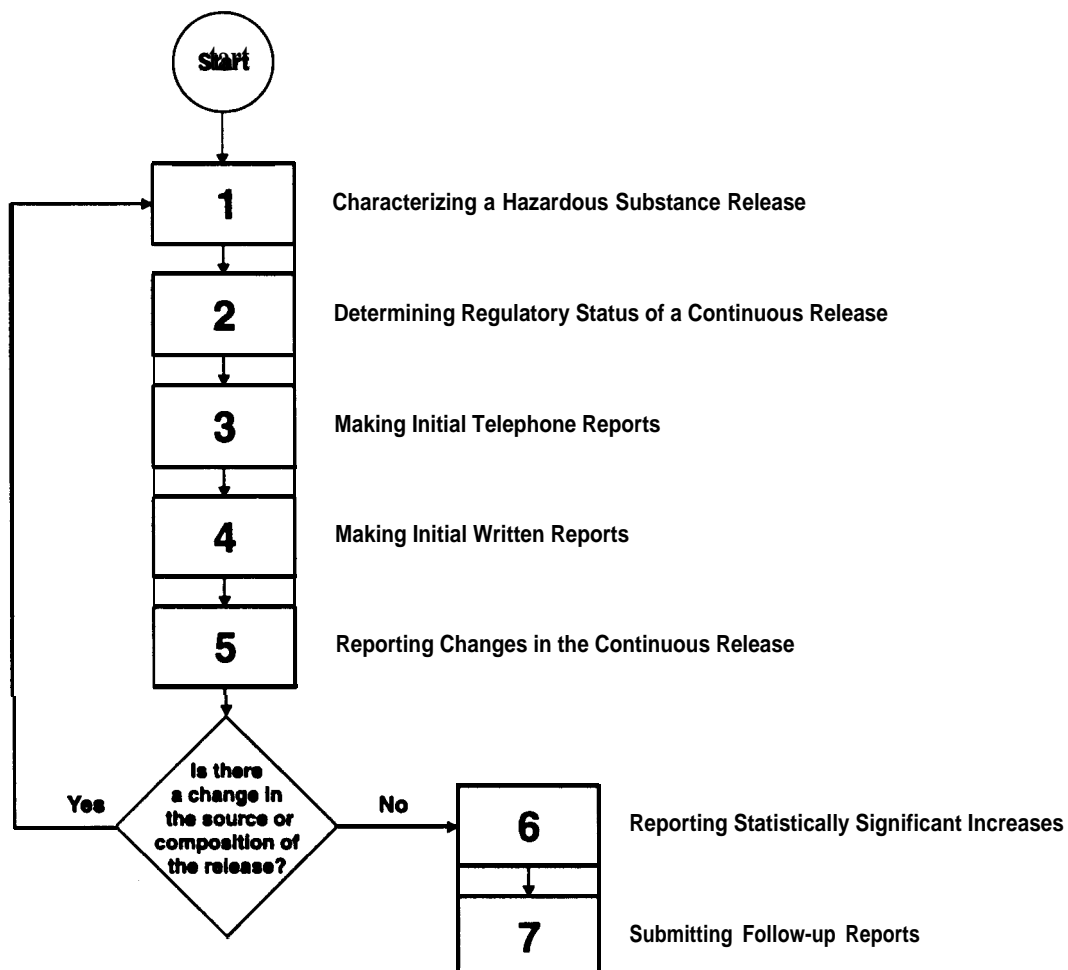 start
1
Characterizing a Hazardous Substance Release
2
Determining Regulatory Status of a Continuous Release
3
Making Initial Telephone Reports
4
Making Initial Written Reports
5
Reporting Changes in the Continuous Release
Is there
a change in
the source or
composition of
the release?
Yes
No
6
Reporting Statistically Significant Increases
7
Submitting Follow-up Reports